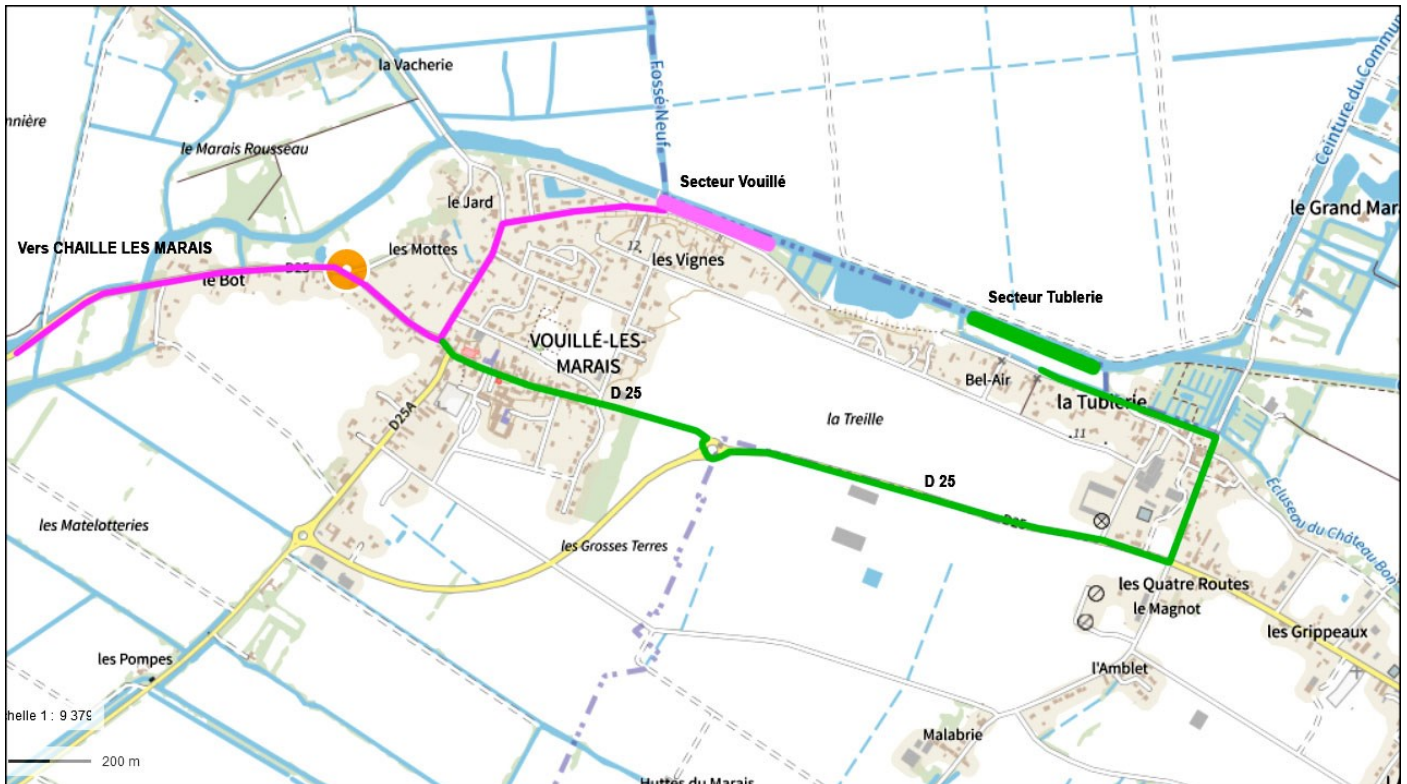 la Vacherie
nnière
le Marais Rousseau
Fossé Neuf
Ceinture du Commun
Secteur Vouillé
le Jard
le Grand Mar
Vers CHAILLE LES MARAIS
les Mottes
12
les Vignes
D25
le Bot
Secteur Tublerie
VOUILLÉ-LES-
MARAIS
Bel-Air
D 25
la Tublerie
D25A
la Treille
11
D 25
les Matelotteries
D25
Écluseau du Château Bon
les Grosses Terres
les Quatre Routes
le Magnot
les Grippeaux
les Pompes
l'Amblet
helle 1 : 9 379
Malabrie
200 m
Huttes du Marais